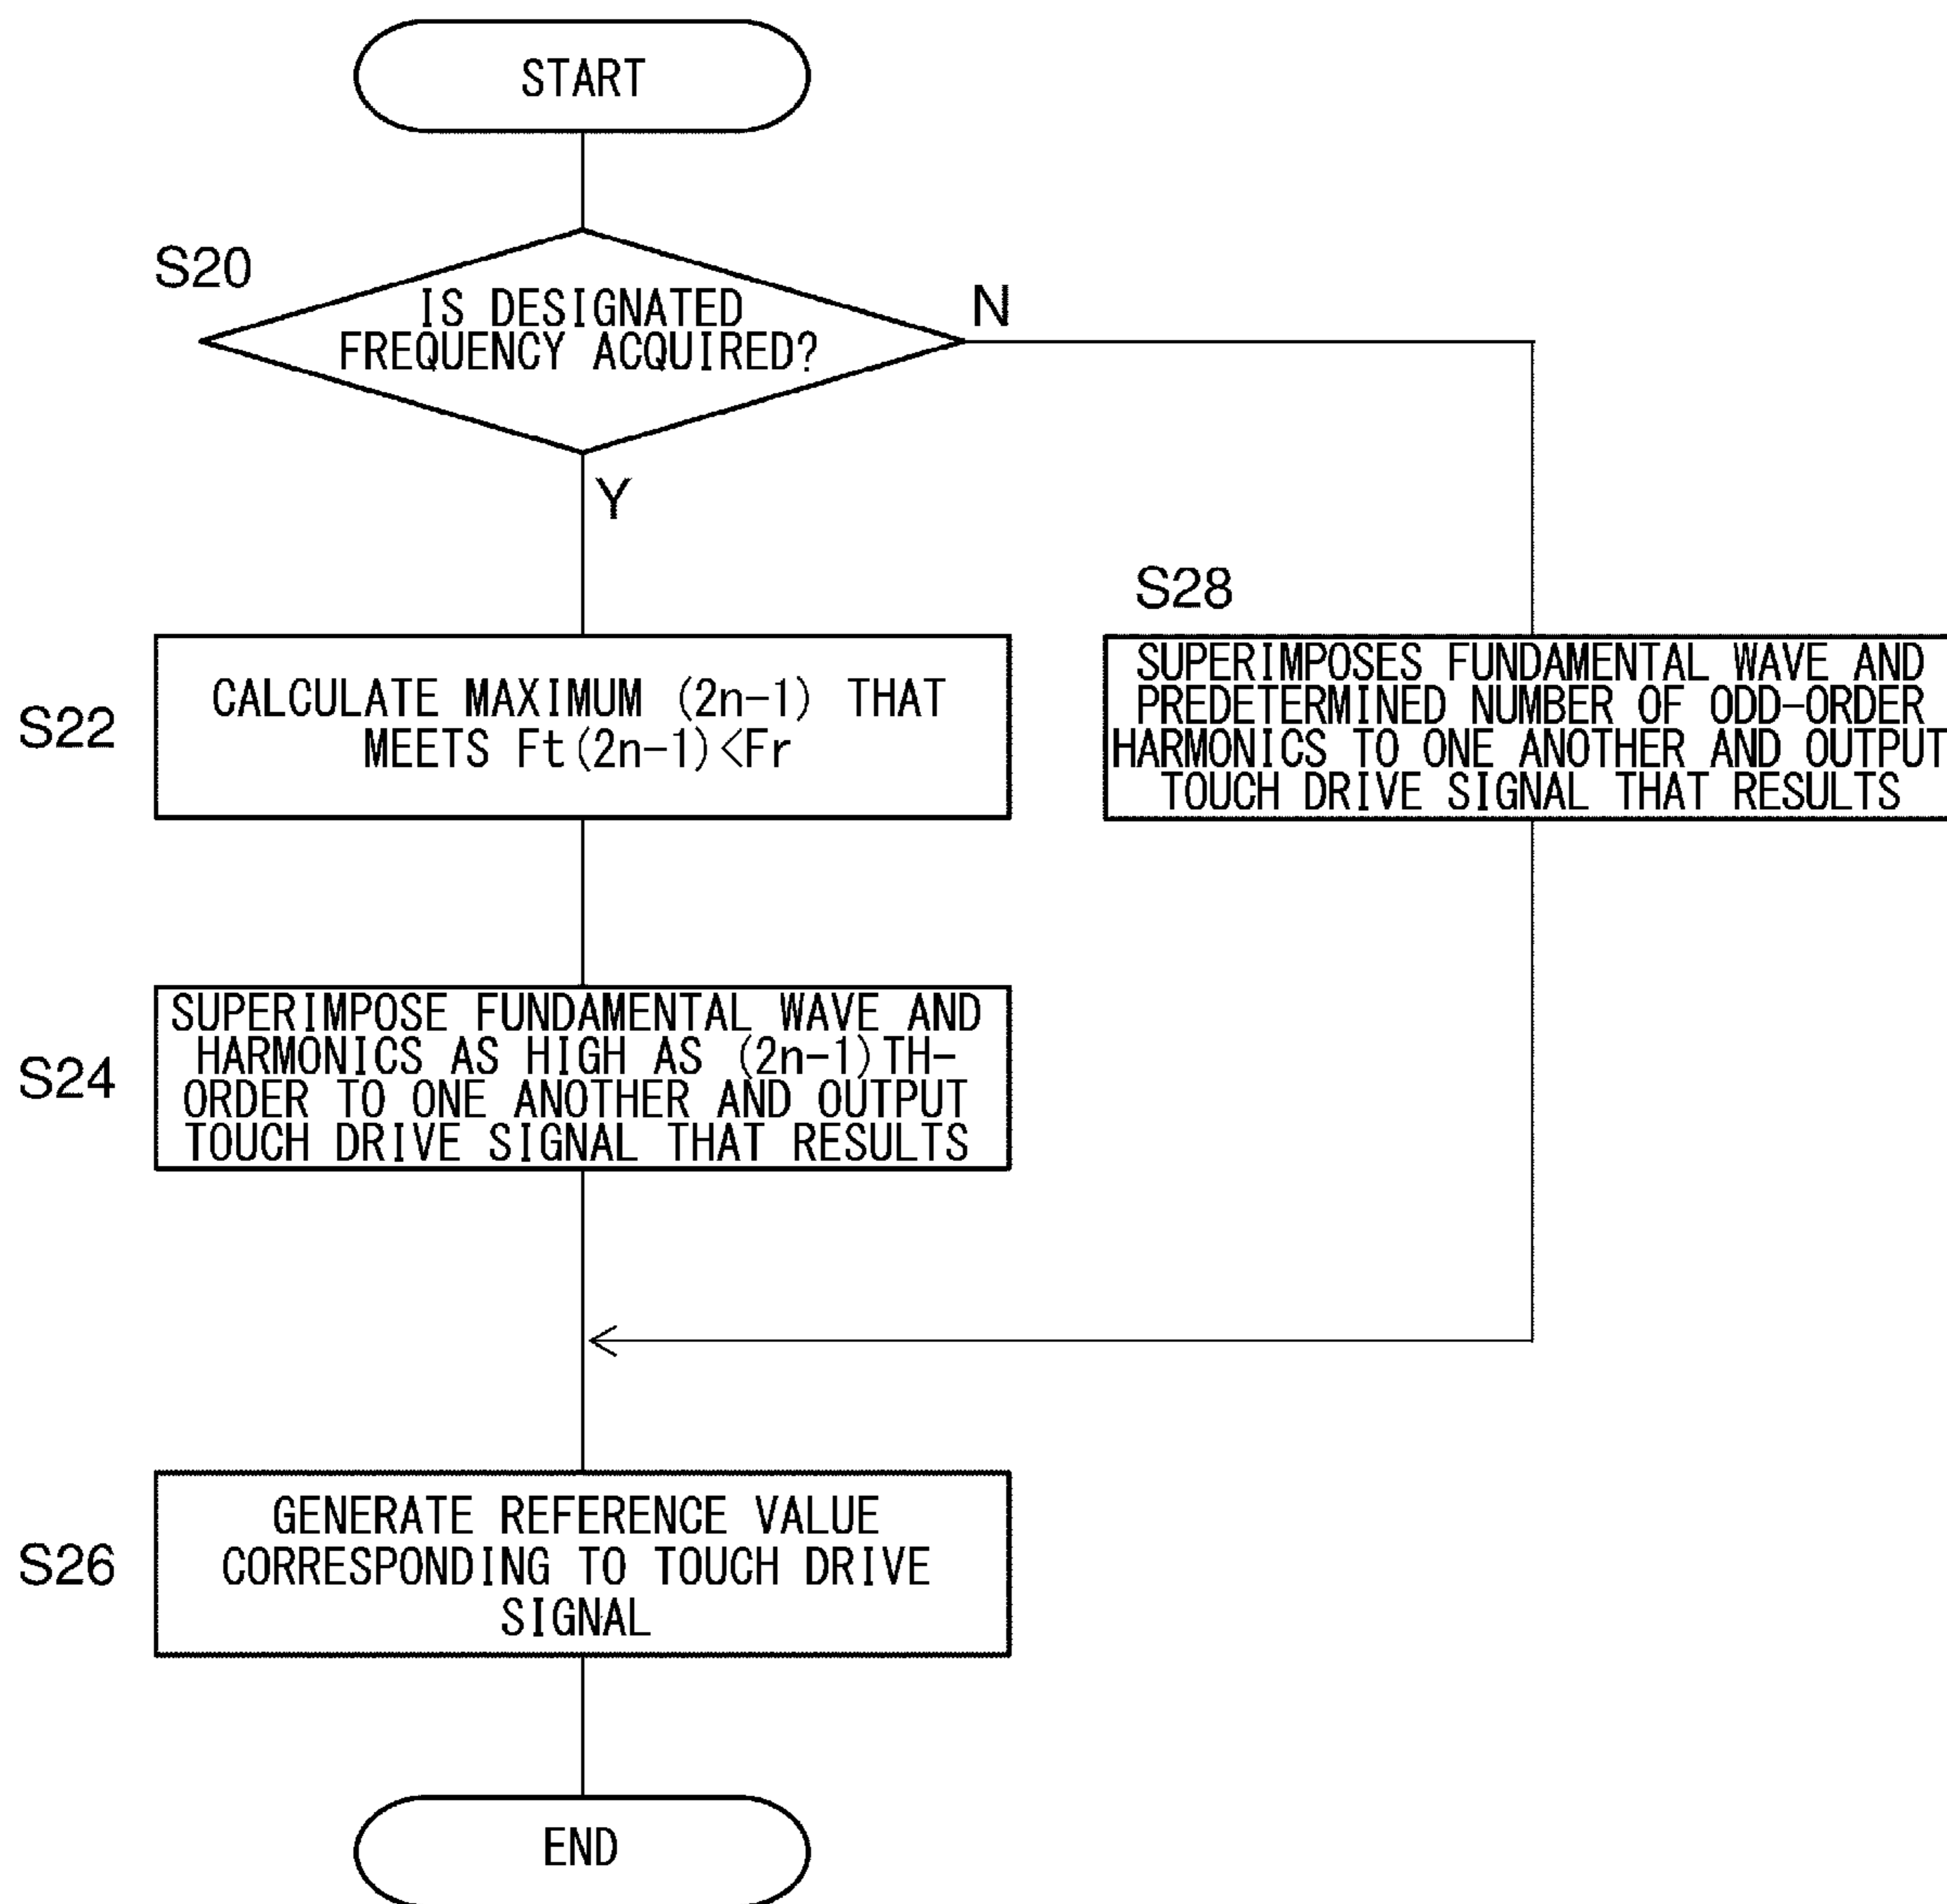 START
S20
IS DESIGNATED
FREQUENCY ACQUIRED?
N
Y
S22
CALCULATE MAXIMUM (2n-1) THAT
MEETS Ft(2n-1)<Fr
S28
SUPERIMPOSES FUNDAMENTAL WAVE AND
PREDETERMINED NUMBER OF ODD-ORDER
HARMONICS TO ONE ANOTHER AND OUTPUT
TOUCH DRIVE SIGNAL THAT RESULTS
S24
SUPERIMPOSE FUNDAMENTAL WAVE AND
HARMONICS AS HIGH AS (2n-1)TH-
ORDER TO ONE ANOTHER AND OUTPUT
TOUCH DRIVE SIGNAL THAT RESULTS
S26
GENERATE REFERENCE VALUE
CORRESPONDING TO TOUCH DRIVE
SIGNAL
END